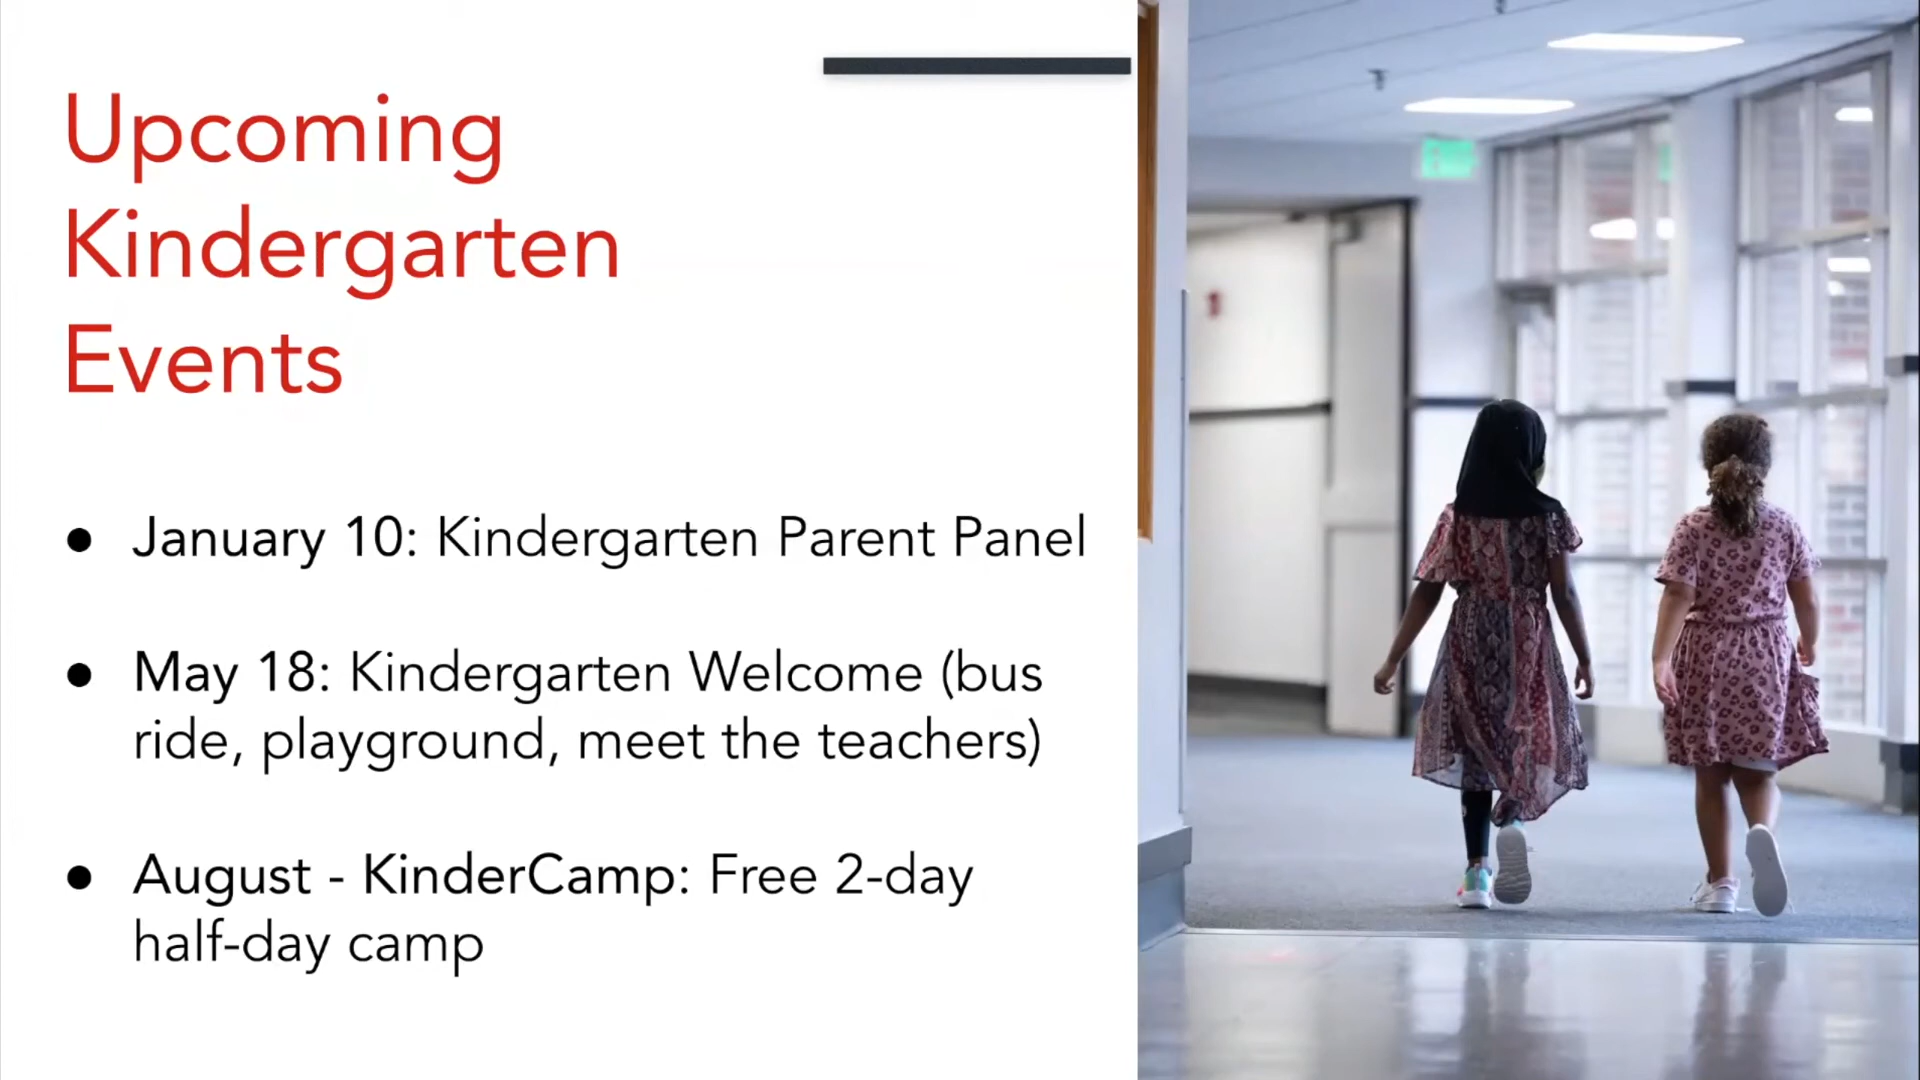 Upcoming
Kindergarten
Events
● January 10: Kindergarten Parent Panel
● May 18: Kindergarten Welcome (bus
ride, playground, meet the teachers)
● August - KinderCamp: Free 2-day
half-day camp